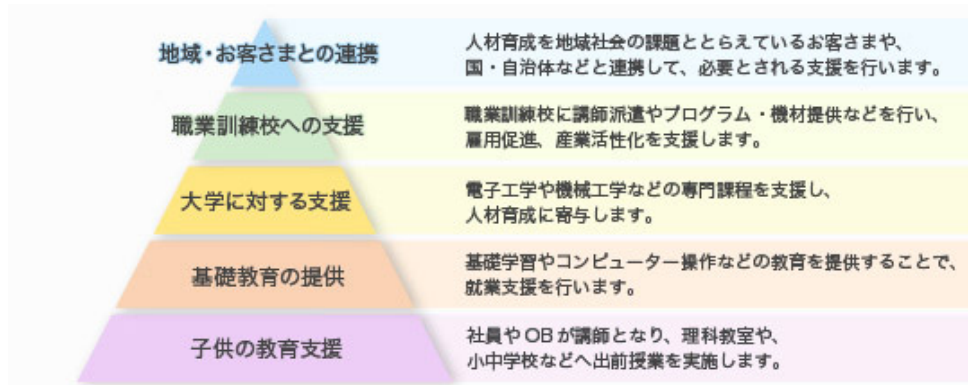 地域・お客さまとの連携
人材育成を地域社会の課題ととらえているお客さまや、
国・自治体などと連携して、必要とされる支援を行います。
職業訓練校への支援
職業訓練校に講師派遣やプログラム・機材提供などを行い、
雇用促進、産業活性化を支援します。
大学に対する支援
電子工学や機械工学などの専門課程を支援し、
人材育成に寄与します。
基礎教育の提供
基礎学習やコンピューター操作などの教育を提供することで、
就業支援を行います。
子供の教育支援
社員やOBが講師となり、理科教室や、
小中学校などへ出前授業を実施します。